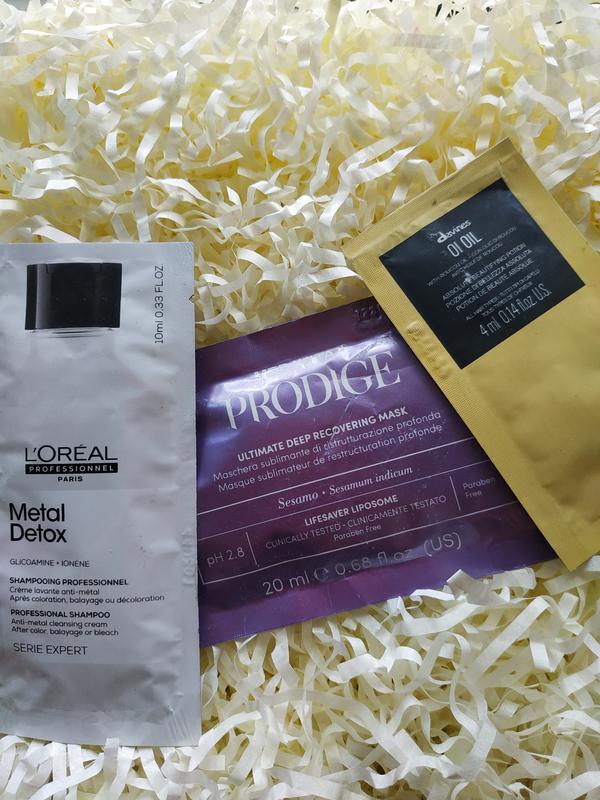 10ml 0.33 FL.OZ.
L'ORÉAL
PROFESSIONNEL
PARIS
Metal
Detox
GLICOAMINE + IONÈNE
SHAMPOOING PROFESSIONNEL
Crème lavante anti-métal
Après coloration, balayage ou décoloration
PROFESSIONAL SHAMPOO
Anti-metal cleansing cream
After color, balayage or bleach
SERIE EXPERT
PRODIGE
ULTIMATE DEEP RECOVERING MASK
Maschera sublimante di ristrutturazione profonda
Masque sublimateur de restructuration profonde
Sesamo • Sesamum indicum
LIFESAVER LIPOSOME
pH 2.8
CLINICALLY TESTED - CLINICAMENTE TESTATO
Paraben Free
Paraben
Free
20 ml ℮ 0.68 fl oz (US)
davines
OI OIL
ABSOLUTE BEAUTIFYING POTION
POZIONE DI BELLEZZA ASSOLUTA
POTION DE BEAUTÉ ABSOLUE
4 ml 0.14 fl.oz U.S.